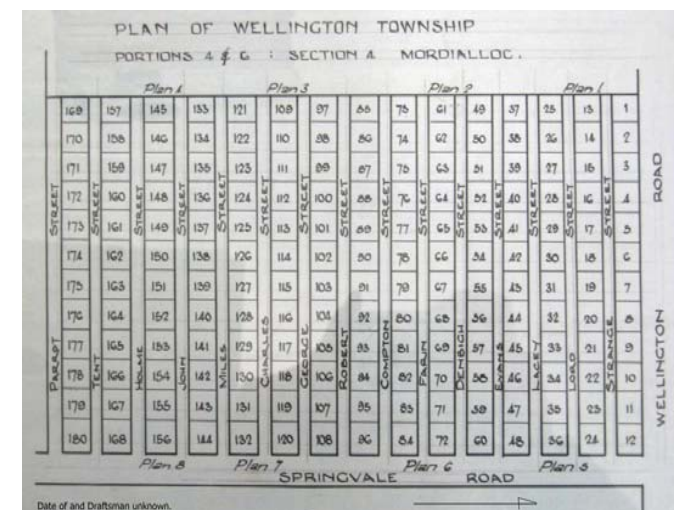 PLAN OF WELLINGTON TOWNSHIP
PORTIONS 4 & 6 : SECTION 4 MORDIALLOC.
Plan 4 Plan 3 Plan 2 Plan 1
169 157 145 133 121 109 97 85 73 61 49 37 25 13 1
170 158 146 134 122 110 98 86 74 62 50 38 26 14 2
171 159 147 135 123 111 99 87 75 63 51 39 27 15 3
172 160 148 136 124 112 100 88 76 64 52 40 28 16 4
173 161 149 137 125 113 101 89 77 65 53 41 29 17 5
174 162 150 138 126 114 102 90 78 66 54 42 30 18 6
175 163 151 139 127 115 103 91 79 67 55 43 31 19 7
176 164 152 140 128 116 104 92 80 68 56 44 32 20 8
177 165 153 141 129 117 105 93 81 69 57 45 33 21 9
178 166 154 142 130 118 106 94 82 70 58 46 34 22 10
179 167 155 143 131 119 107 95 83 71 59 47 35 23 11
180 168 156 144 132 120 108 96 84 72 60 48 36 24 12
PARROT STREET
TENT STREET
STREET
JOHN STREET
MILES STREET
CHARLES
GEORGE STREET
ROBERT
COMPTON STREET
STREET
DENBIGH STREET
EVANS STREET
LACEY STREET
LORD STREET
STRANGE
WELLINGTON ROAD
Plan 8 Plan 7 Plan 6 Plan 5
SPRINGVALE ROAD
Date of and Draftsman unknown.